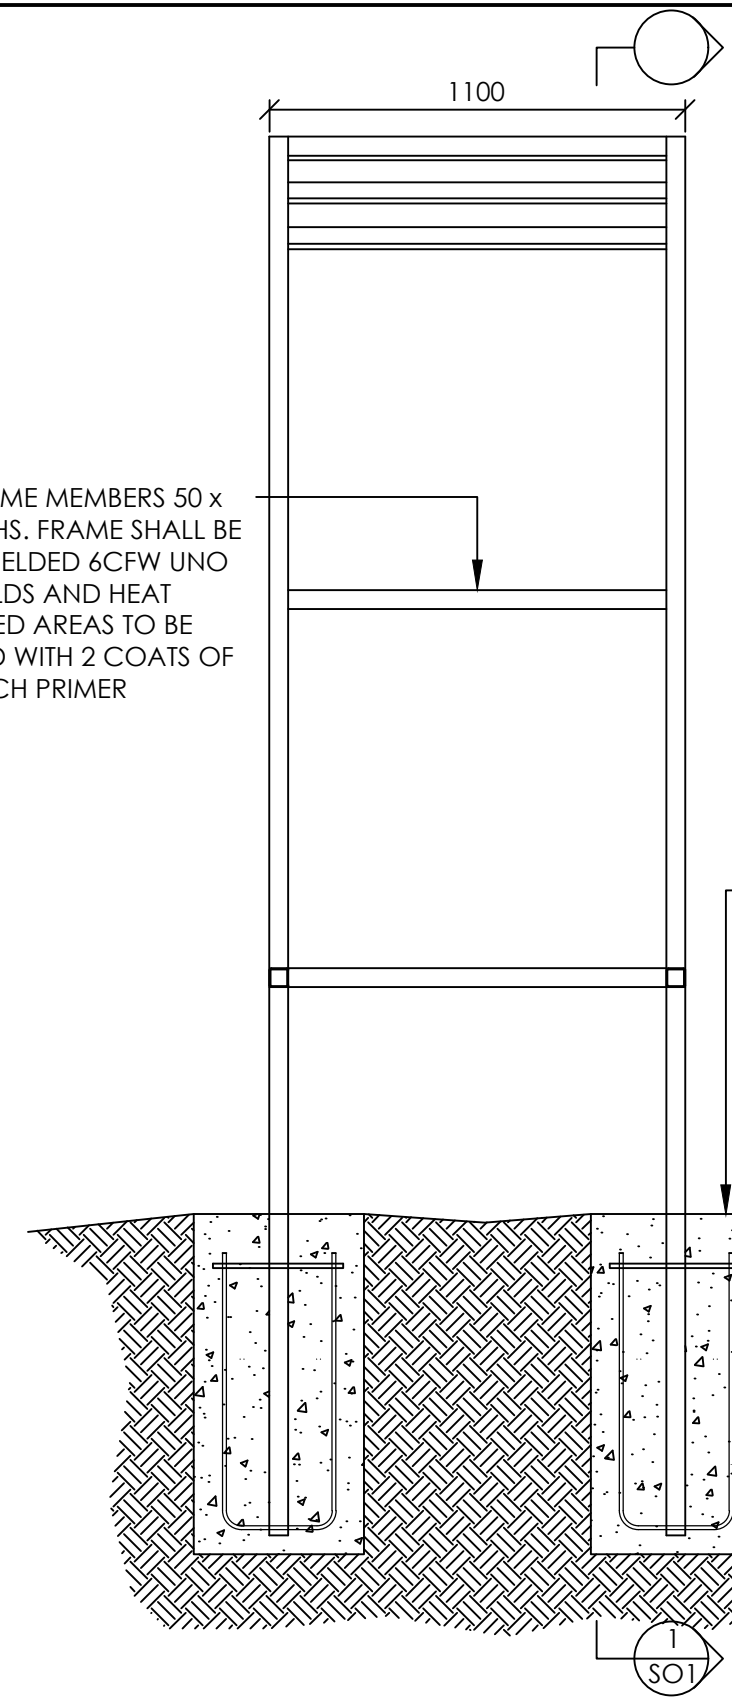 1100
ME MEMBERS 50 x
HS. FRAME SHALL BE
ELDED 6CFW UNO
LDS AND HEAT
ED AREAS TO BE
D WITH 2 COATS OF
CH PRIMER
1
SO1